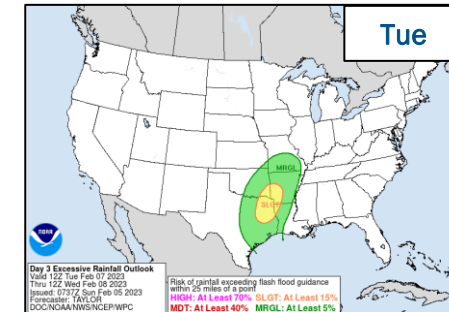 Tue
MRGL
SLGT
NOAA
Day 3 Excessive Rainfall Outlook
Valid 12Z Tue Feb 07 2023
Thru 12Z Wed Feb 08 2023
Issued: 0737Z Sun Feb 05 2023
Forecaster: TAYLOR
DOC/NOAA/NWS/NCEP/WPC
Risk of rainfall exceeding flash flood guidance
within 25 miles of a point
HIGH: At Least 70% SLGT: At Least 15%
MDT: At Least 40% MRGL: At Least 5%